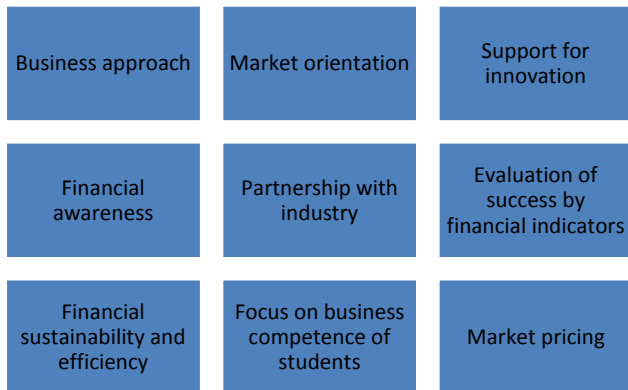 Business approach
Market orientation
Support for
innovation
Financial
awareness
Partnership with
industry
Evaluation of
success by
financial indicators
Financial
sustainability and
efficiency
Focus on business
competence of
students
Market pricing